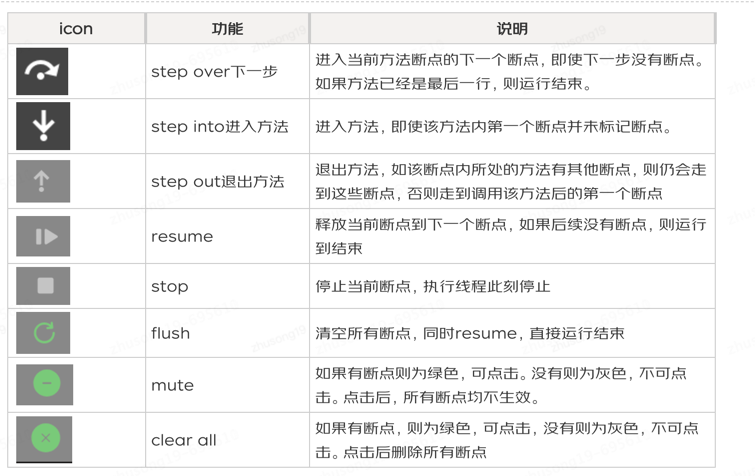 icon 功能 说明
step over下一步
进入当前方法断点的下一个断点，即使下一步没有断点。
如果方法已经是最后一行，则运行结束。
step into进入方法
进入方法，即使该方法内第一个断点并未标记断点。
step out退出方法
退出方法，如该断点内所处的方法有其他断点，则仍会走
到这些断点，否则走到调用该方法后的第一个断点
resume
释放当前断点到下一个断点，如果后续没有断点，则运行
到结束
stop
停止当前断点，执行线程此刻停止
flush
清空所有断点，同时resume，直接运行结束
mute
如果有断点则为绿色，可点击。没有则为灰色，不可点
击。点击后，所有断点均不生效。
clear all
如果有断点，则为绿色，可点击，没有则为灰色，不可点
击。点击后删除所有断点